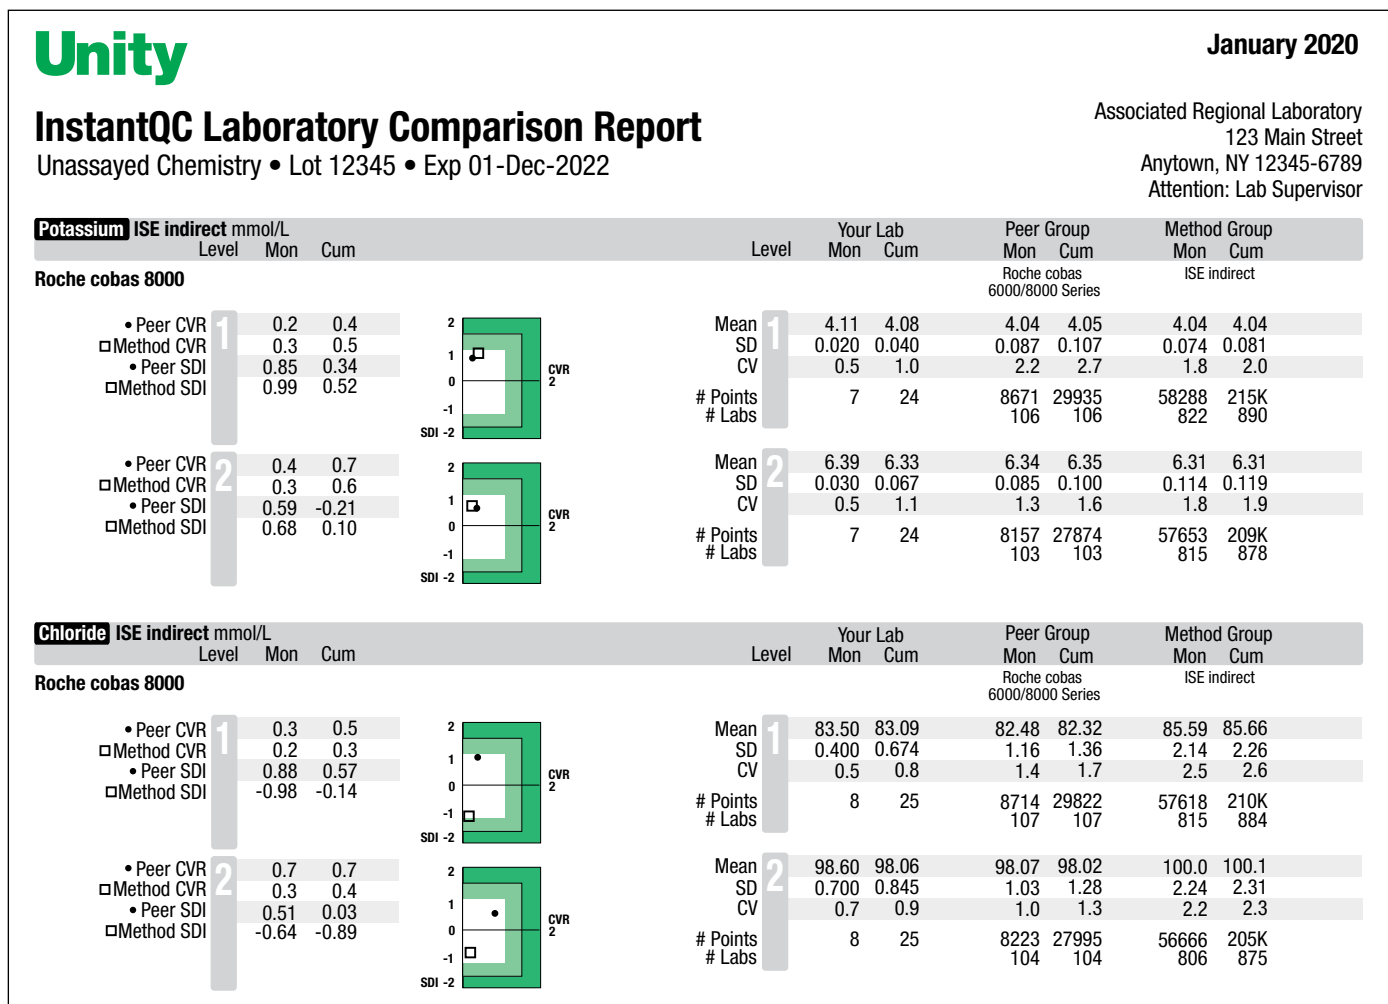 Unity
January 2020
InstantQC Laboratory Comparison Report
Unassayed Chemistry • Lot 12345 • Exp 01-Dec-2022
Associated Regional Laboratory
123 Main Street
Anytown, NY 12345-6789
Attention: Lab Supervisor
Potassium ISE indirect mmol/L Your Lab Peer Group Method Group
Level Mon Cum Level Mon Cum Mon Cum Mon Cum
Roche cobas 8000 Roche cobas 6000/8000 Series ISE indirect
1
• Peer CVR 0.2 0.4
□ Method CVR 0.3 0.5
• Peer SDI 0.85 0.34
□ Method SDI 0.99 0.52
2
1
0
-1
SDI -2
CVR
2
1
Mean 4.11 4.08 4.04 4.05 4.04 4.04
SD 0.020 0.040 0.087 0.107 0.074 0.081
CV 0.5 1.0 2.2 2.7 1.8 2.0
# Points 7 24 8671 29935 58288 215K
# Labs 106 106 822 890
2
• Peer CVR 0.4 0.7
□ Method CVR 0.3 0.6
• Peer SDI 0.59 -0.21
□ Method SDI 0.68 0.10
2
1
0
-1
SDI -2
CVR
2
2
Mean 6.39 6.33 6.34 6.35 6.31 6.31
SD 0.030 0.067 0.085 0.100 0.114 0.119
CV 0.5 1.1 1.3 1.6 1.8 1.9
# Points 7 24 8157 27874 57653 209K
# Labs 103 103 815 878
Chloride ISE indirect mmol/L Your Lab Peer Group Method Group
Level Mon Cum Level Mon Cum Mon Cum Mon Cum
Roche cobas 8000 Roche cobas 6000/8000 Series ISE indirect
1
• Peer CVR 0.3 0.5
□ Method CVR 0.2 0.3
• Peer SDI 0.88 0.57
□ Method SDI -0.98 -0.14
2
1
0
-1
SDI -2
CVR
2
1
Mean 83.50 83.09 82.48 82.32 85.59 85.66
SD 0.400 0.674 1.16 1.36 2.14 2.26
CV 0.5 0.8 1.4 1.7 2.5 2.6
# Points 8 25 8714 29822 57618 210K
# Labs 107 107 815 884
2
• Peer CVR 0.7 0.7
□ Method CVR 0.3 0.4
• Peer SDI 0.51 0.03
□ Method SDI -0.64 -0.89
2
1
0
-1
SDI -2
CVR
2
2
Mean 98.60 98.06 98.07 98.02 100.0 100.1
SD 0.700 0.845 1.03 1.28 2.24 2.31
CV 0.7 0.9 1.0 1.3 2.2 2.3
# Points 8 25 8223 27995 56666 205K
# Labs 104 104 806 875